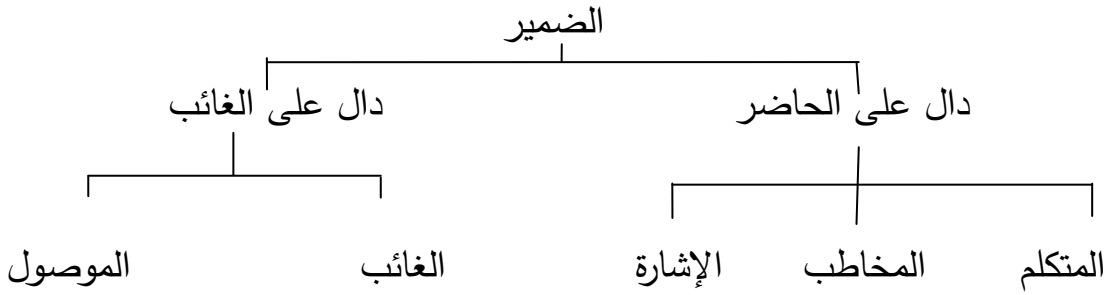 الضمير
دال على الحاضر دال على الغائب
المتكلم المخاطب الإشارة الغائب الموصول